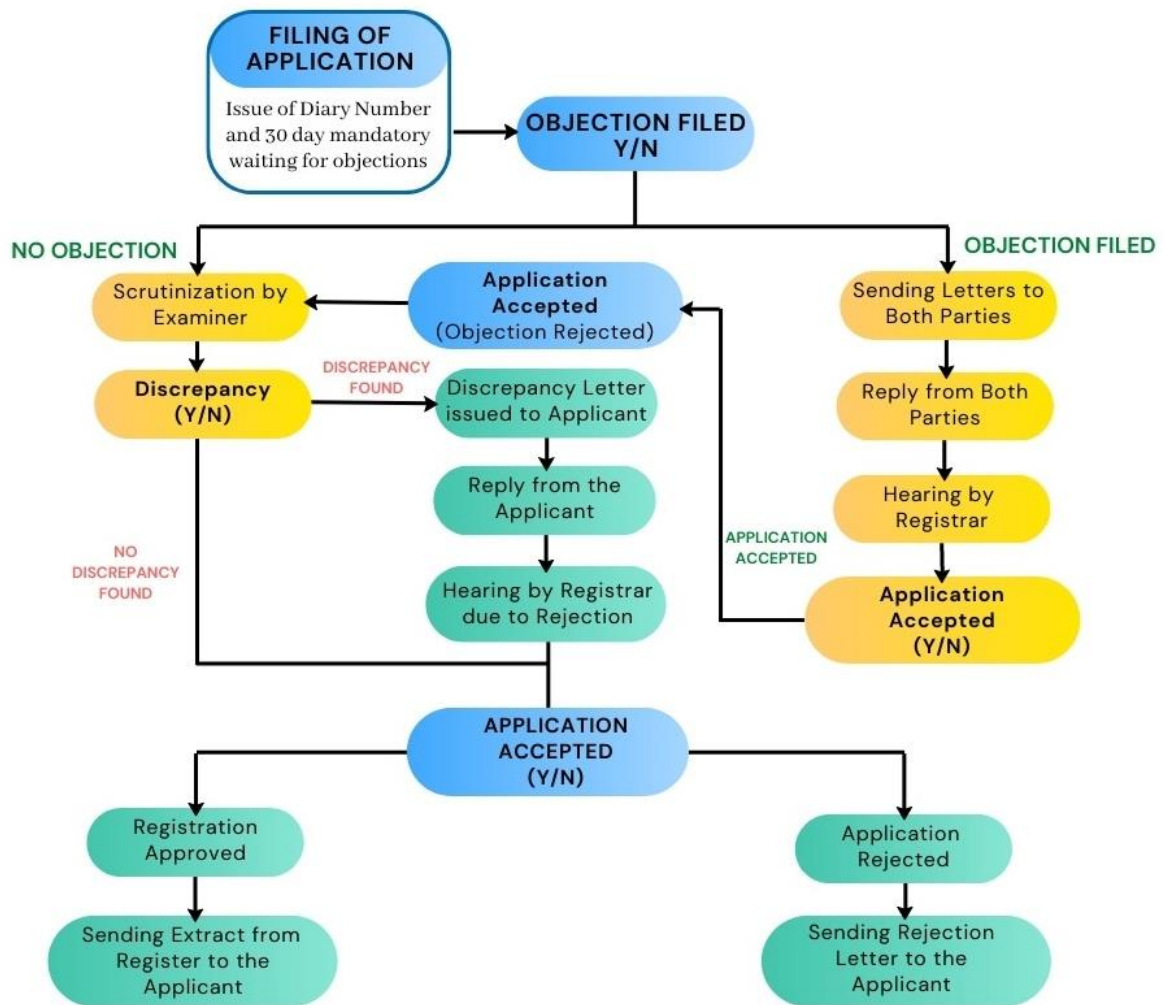 FILING OF
APPLICATION
Issue of Diary Number
and 30 day mandatory
waiting for objections
OBJECTION FILED
Y/N
NO OBJECTION
OBJECTION FILED
Scrutinization by
Examiner
Application
Accepted
(Objection Rejected)
Sending Letters to
Both Parties
Discrepancy
(Y/N)
DISCREPANCY
FOUND
Discrepancy Letter
issued to Applicant
Reply from Both
Parties
Reply from the
Applicant
Hearing by
Registrar
NO
DISCREPANCY
FOUND
APPLICATION
ACCEPTED
Hearing by Registrar
due to Rejection
Application
Accepted
(Y/N)
APPLICATION
ACCEPTED
(Y/N)
Registration
Approved
Application
Rejected
Sending Extract from
Register to the
Applicant
Sending Rejection
Letter to the
Applicant